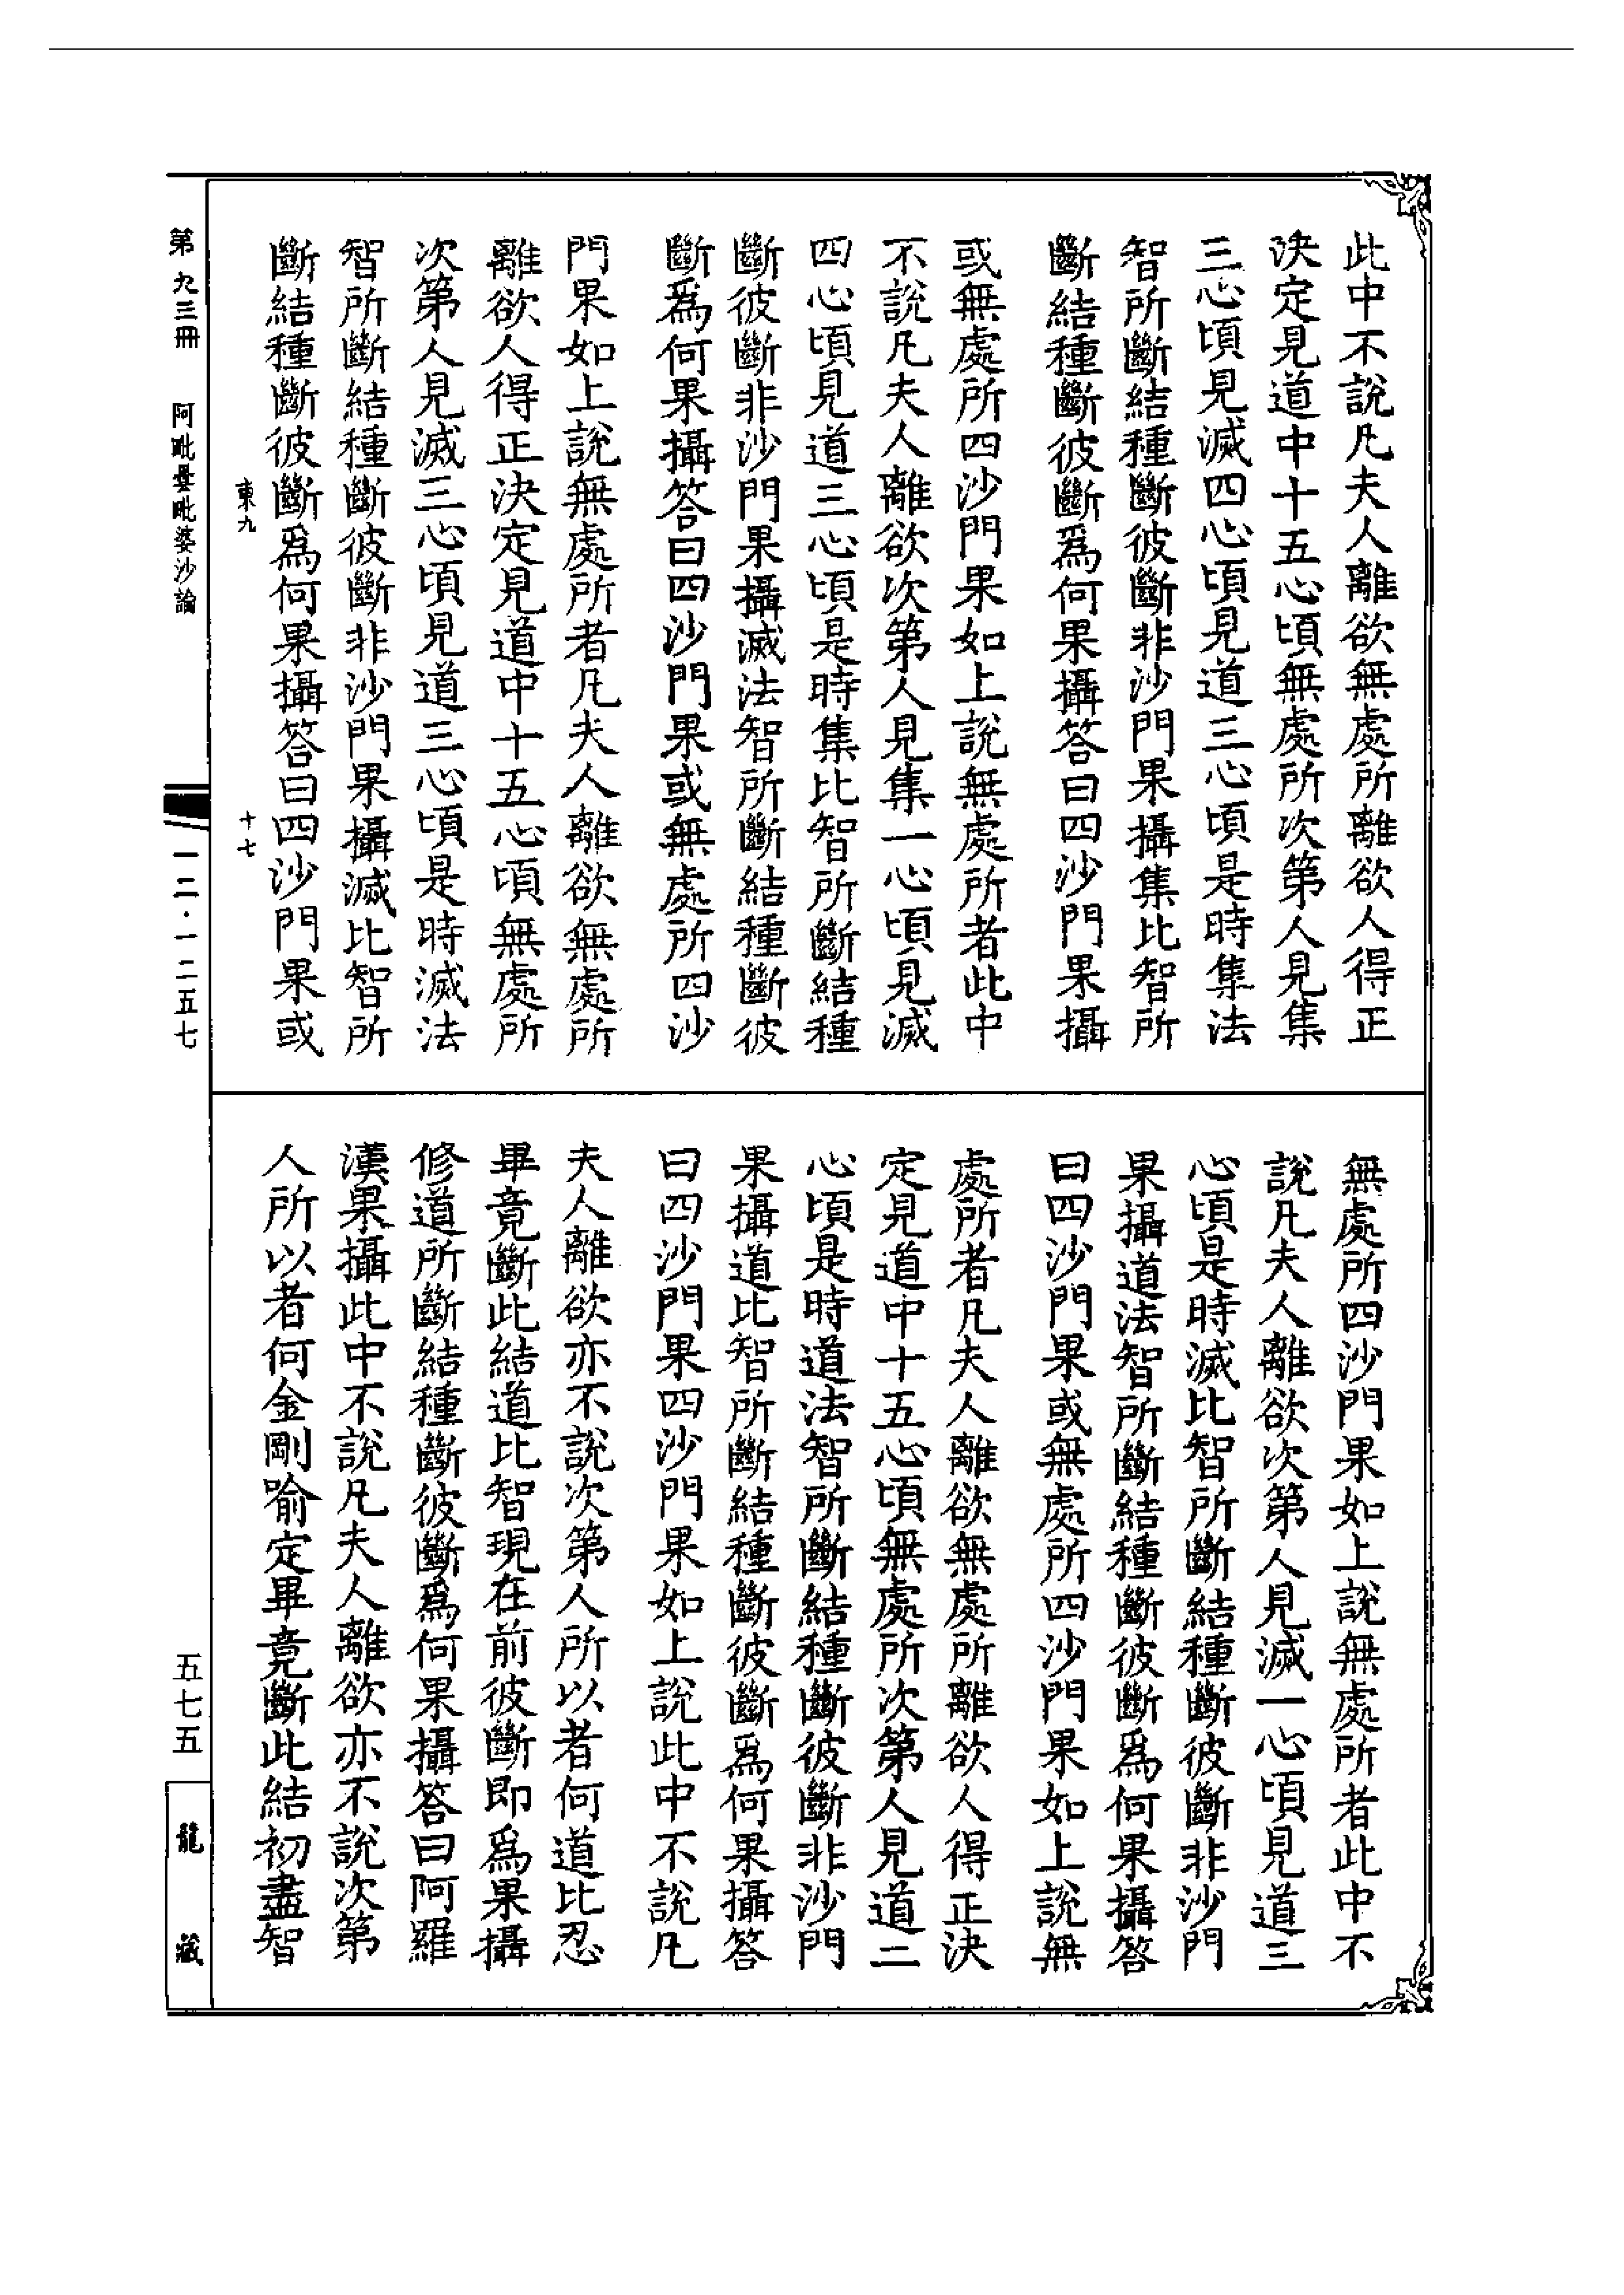 此中不說凡夫人離欲無處所離欲人得正
決定見道中十五心頃無處所次第人見集
三心頃見滅四心頃見道三心頃是時集法
智所斷結種斷彼斷非沙門果攝集比智所
斷結種斷彼斷爲何果攝答曰四沙門果攝
或無處所四沙門果如上說無處所者此中
不說凡夫人離欲次第人見集一心頃見滅
四心頃見道三心頃是時集比智所斷結種
斷彼斷非沙門果攝滅法智所斷結種斷彼
斷爲何果攝答曰四沙門果或無處所四沙
門果如上說無處所者凡夫人離欲無處所
離欲人得正決定見道中十五心頃無處所
次第人見滅三心頃見道三心頃是時滅法
智所斷結種斷彼斷非沙門果攝滅比智所
斷結種斷彼斷爲何果攝答曰四沙門果或
無處所四沙門果如上說無處所者此中不
說凡夫人離欲次第人見滅一心頃見道三
心頃是時滅比智所斷結種斷彼斷非沙門
果攝道法智所斷結種斷彼斷爲何果攝答
曰四沙門果或無處所四沙門果如上說無
處所者凡夫人離欲無處所離欲人得正決
定見道中十五心頃無處所次第人見道二
心頃是時道法智所斷結種斷彼斷非沙門
果攝道比智所斷結種斷彼斷爲何果攝答
曰四沙門果四沙門果如上說此中不說凡
夫人離欲亦不說次第人所以者何道比忍
畢竟斷此結道比智現在前彼斷即爲果攝
修道所斷結種斷彼斷爲何果攝答曰阿羅
漢果攝此中不說凡夫人離欲亦不說次第
人所以者何金剛喻定畢竟斷此結初盡智
東九 十七
第九三冊 阿毗曇毗婆沙論 一二·一二五七 五七五 龍藏